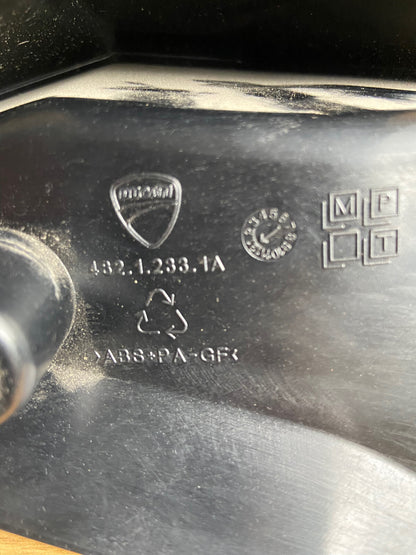 DUCATI
M P
T
482.1.233.1A
>ABS+PA-GF<